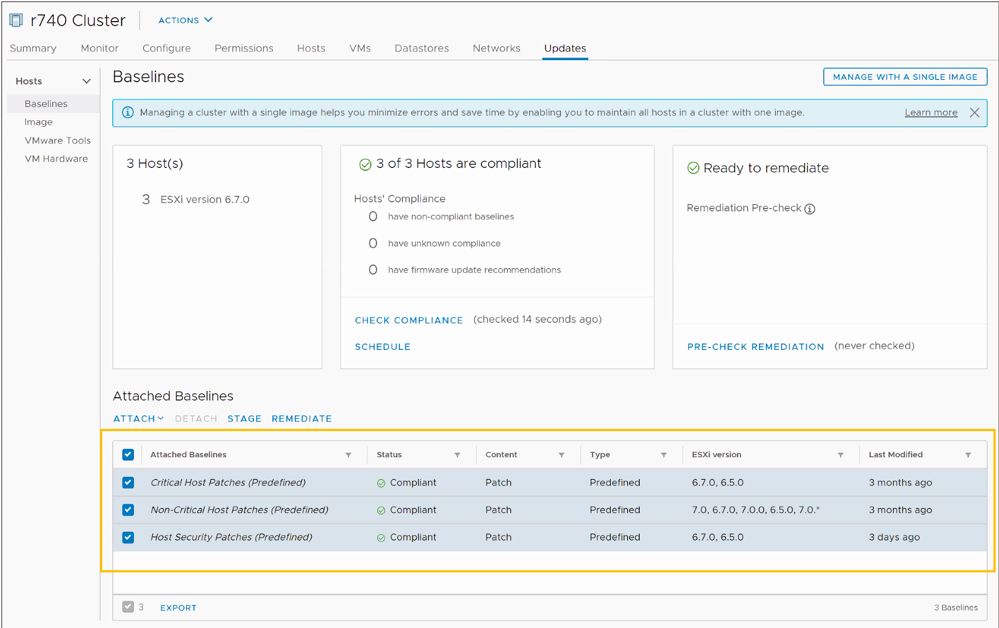 r740 Cluster ACTIONS
Summary Monitor Configure Permissions Hosts VMs Datastores Networks Updates
Hosts
Baselines
Image
VMware Tools
VM Hardware
Baselines
MANAGE WITH A SINGLE IMAGE
Managing a cluster with a single image helps you minimize errors and save time by enabling you to maintain all hosts in a cluster with one image. Learn more
3 Host(s)
3 ESXi version 6.7.0
3 of 3 Hosts are compliant
Hosts' Compliance
0 have non-compliant baselines
0 have unknown compliance
0 have firmware update recommendations
CHECK COMPLIANCE (checked 14 seconds ago)
SCHEDULE
Ready to remediate
Remediation Pre-check
PRE-CHECK REMEDIATION (never checked)
Attached Baselines
ATTACH DETACH STAGE REMEDIATE
Attached Baselines Status Content Type ESXi version Last Modified
Critical Host Patches (Predefined) Compliant Patch Predefined 6.7.0, 6.5.0 3 months ago
Non-Critical Host Patches (Predefined) Compliant Patch Predefined 7.0, 6.7.0, 7.0.0, 6.5.0, 7.0.* 3 months ago
Host Security Patches (Predefined) Compliant Patch Predefined 6.7.0, 6.5.0 3 days ago
3 EXPORT 3 Baselines